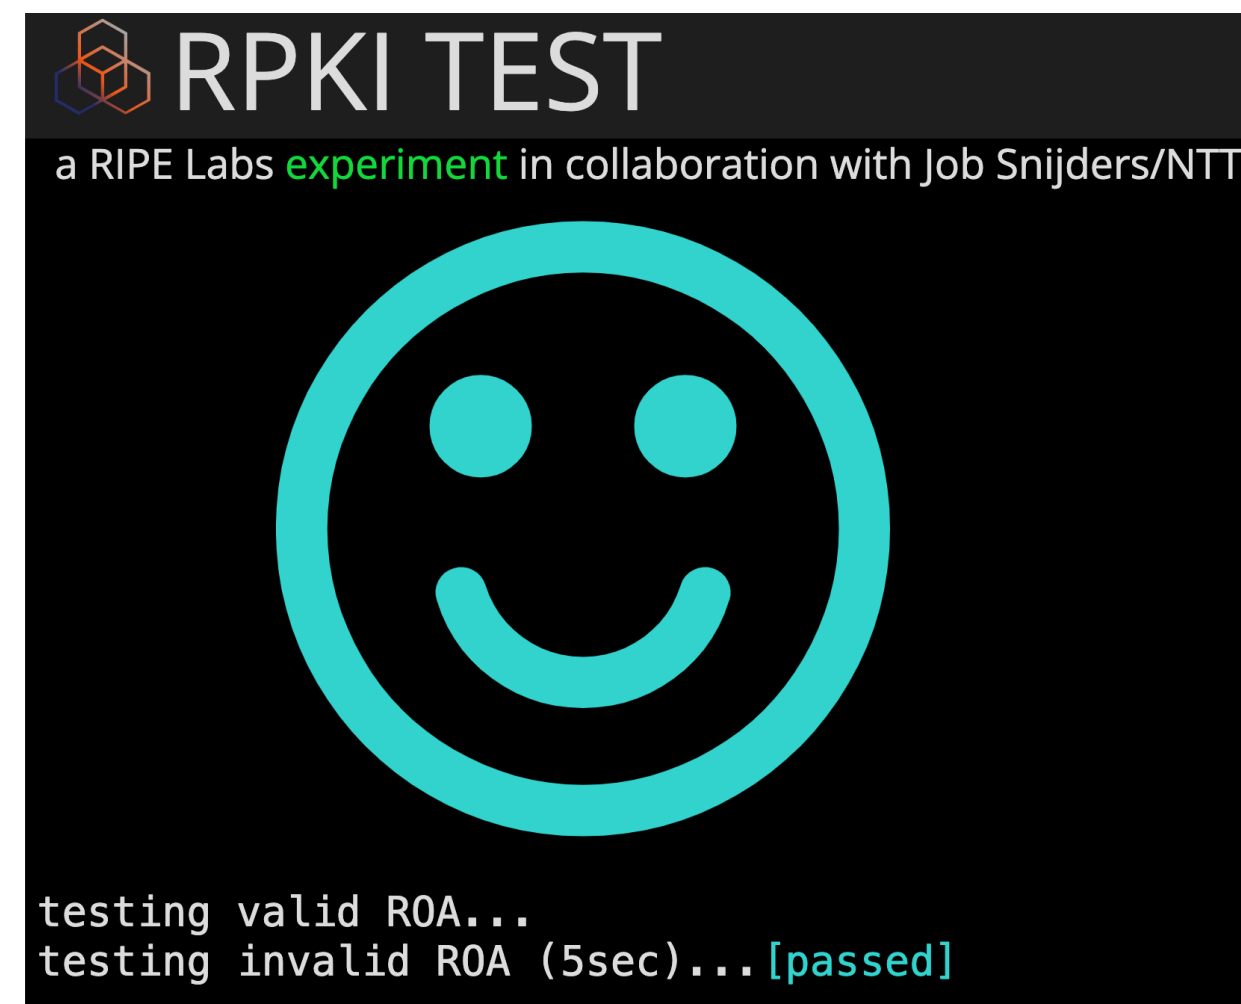 RPKI TEST
a RIPE Labs experiment in collaboration with Job Snijders/NTT
testing valid ROA...
testing invalid ROA (5sec)...[passed]